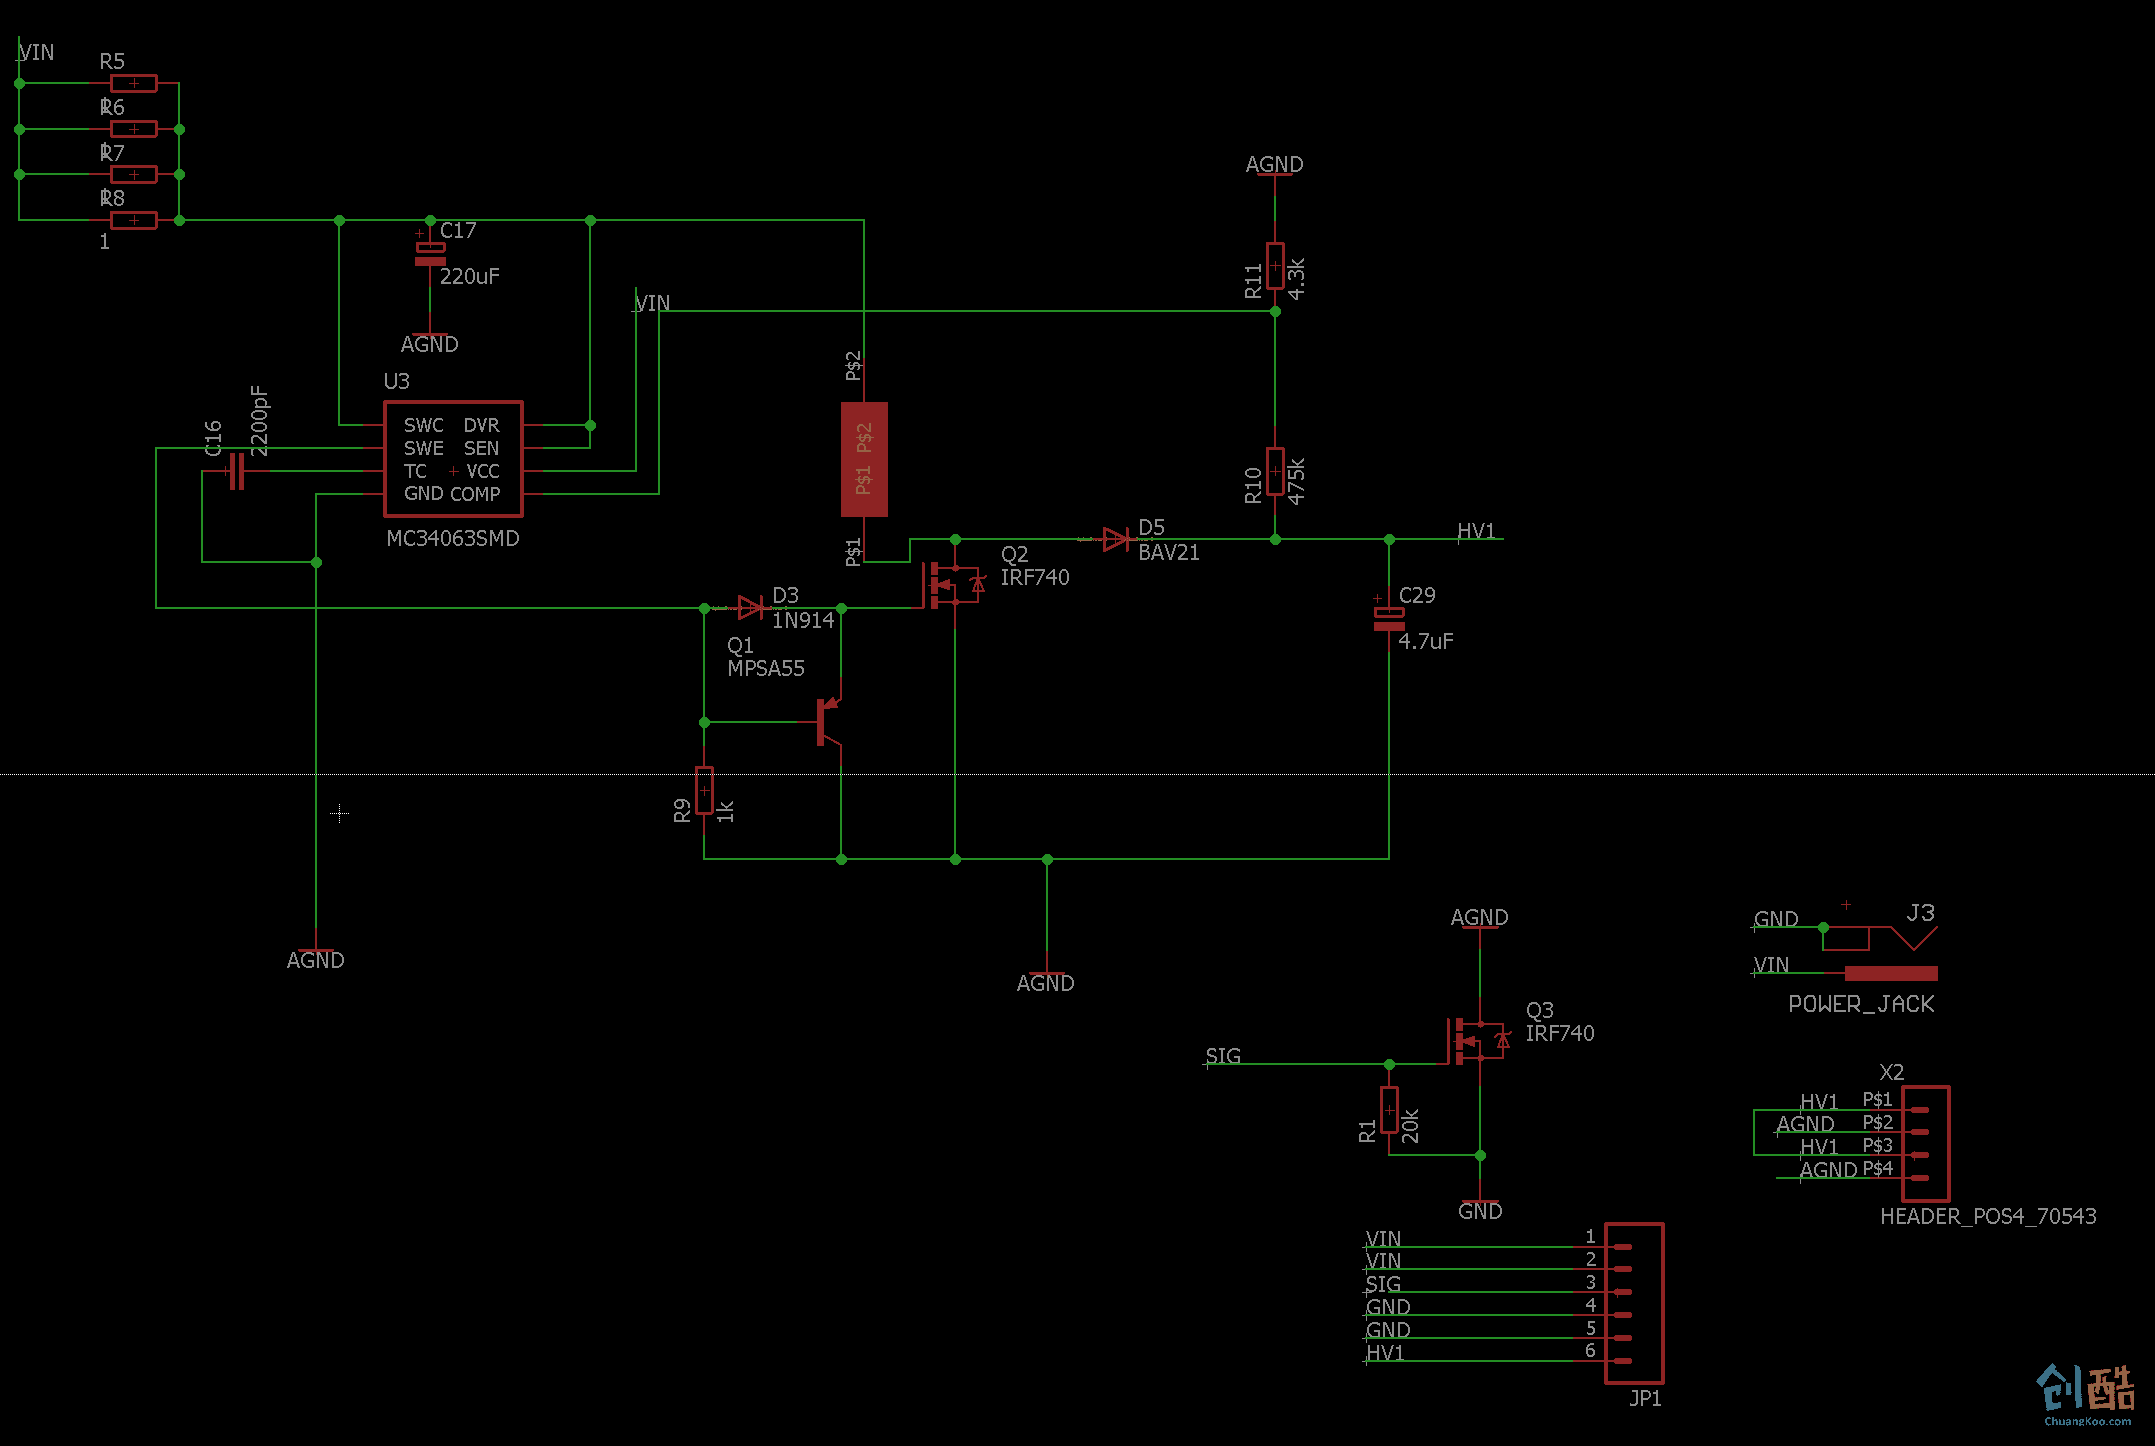 VIN
R5
1
R6
1
R7
1
R8
1
C17
220uF
AGND
VIN
AGND
R11
4.3k
U3
SWC DVR
SWE SEN
TC VCC
GND COMP
MC34063SMD
C16
2200pF
P$2
P$2
P$1
P$1
R10
475k
D5
BAV21
HV1
Q2
IRF740
D3
1N914
Q1
MPSA55
C29
4.7uF
R9
1k
AGND
AGND
AGND
Q3
IRF740
SIG
R1
20k
GND
GND
J3
VIN
POWER_JACK
X2
HV1 P$1
AGND P$2
HV1 P$3
AGND P$4
HEADER_POS4_70543
VIN 1
VIN 2
SIG 3
GND 4
GND 5
HV1 6
JP1
创酷
ChuangKoo.com